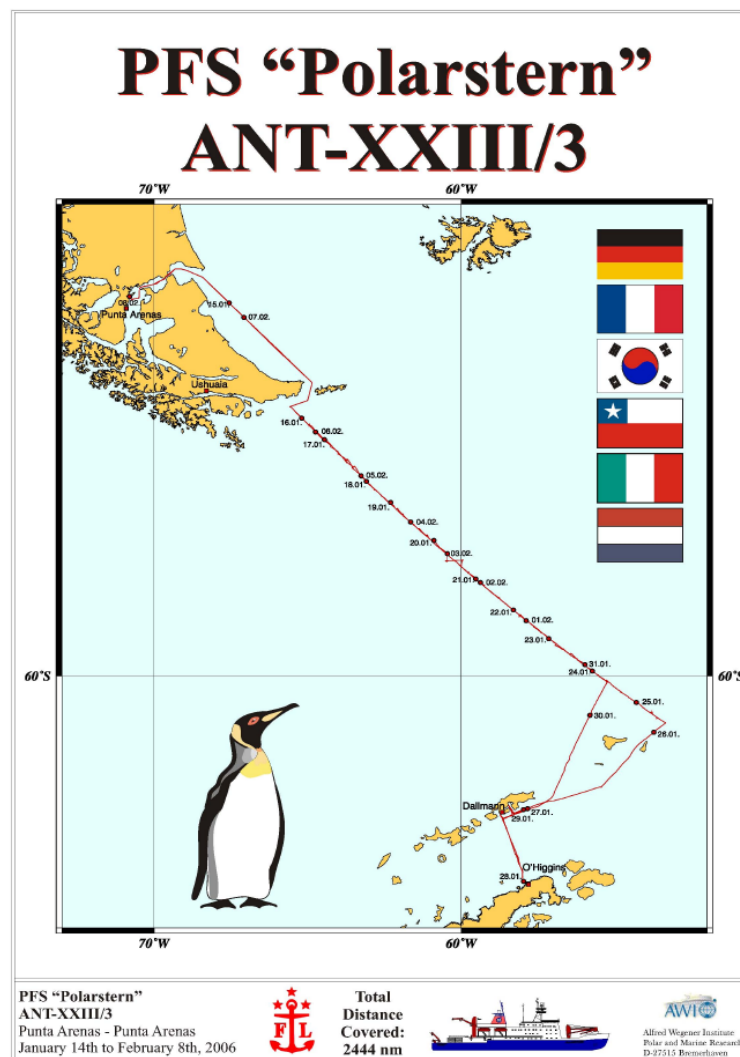 PFS “Polarstern”
ANT-XXIII/3
70°W
60°W
08.02.
Punta Arenas
15.01.
07.02.
Ushuaia
16.01.
06.02.
17.01.
05.02.
18.01.
19.01.
04.02.
20.01.
03.02.
21.01.
02.02.
22.01.
01.02.
23.01.
31.01.
24.01.
60°S
60°S
25.01.
30.01.
26.01.
Dallmann
27.01.
29.01.
O'Higgins
28.01.
70°W
60°W
PFS “Polarstern”
ANT-XXIII/3
Punta Arenas - Punta Arenas
January 14th to February 8th, 2006
F L
Total
Distance
Covered:
2444 nm
AWI
Alfred Wegener Institute
Polar and Marine Research
D-27515 Bremerhaven